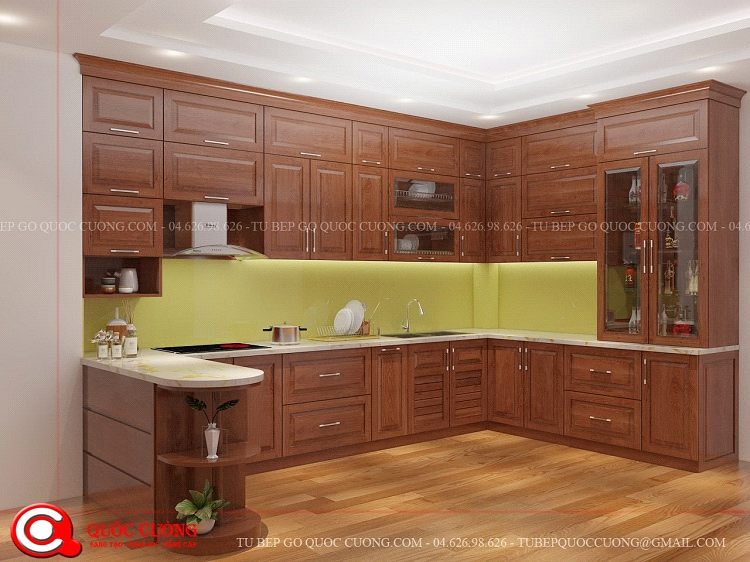 BEP GO QUOC CUONG.COM - 04.626.98.626 - TU BEP QUOC CUONG.COM - 04.626.98.626 - TU BEP QUOC CUONG.COM - 04.626.98.626 - TU BEP
QUỐC CƯỜNG
TU BEP GO QUOC CUONG.COM - 04.626.98.626 - TUBEPQUOCCUONG@GMAIL.COM -